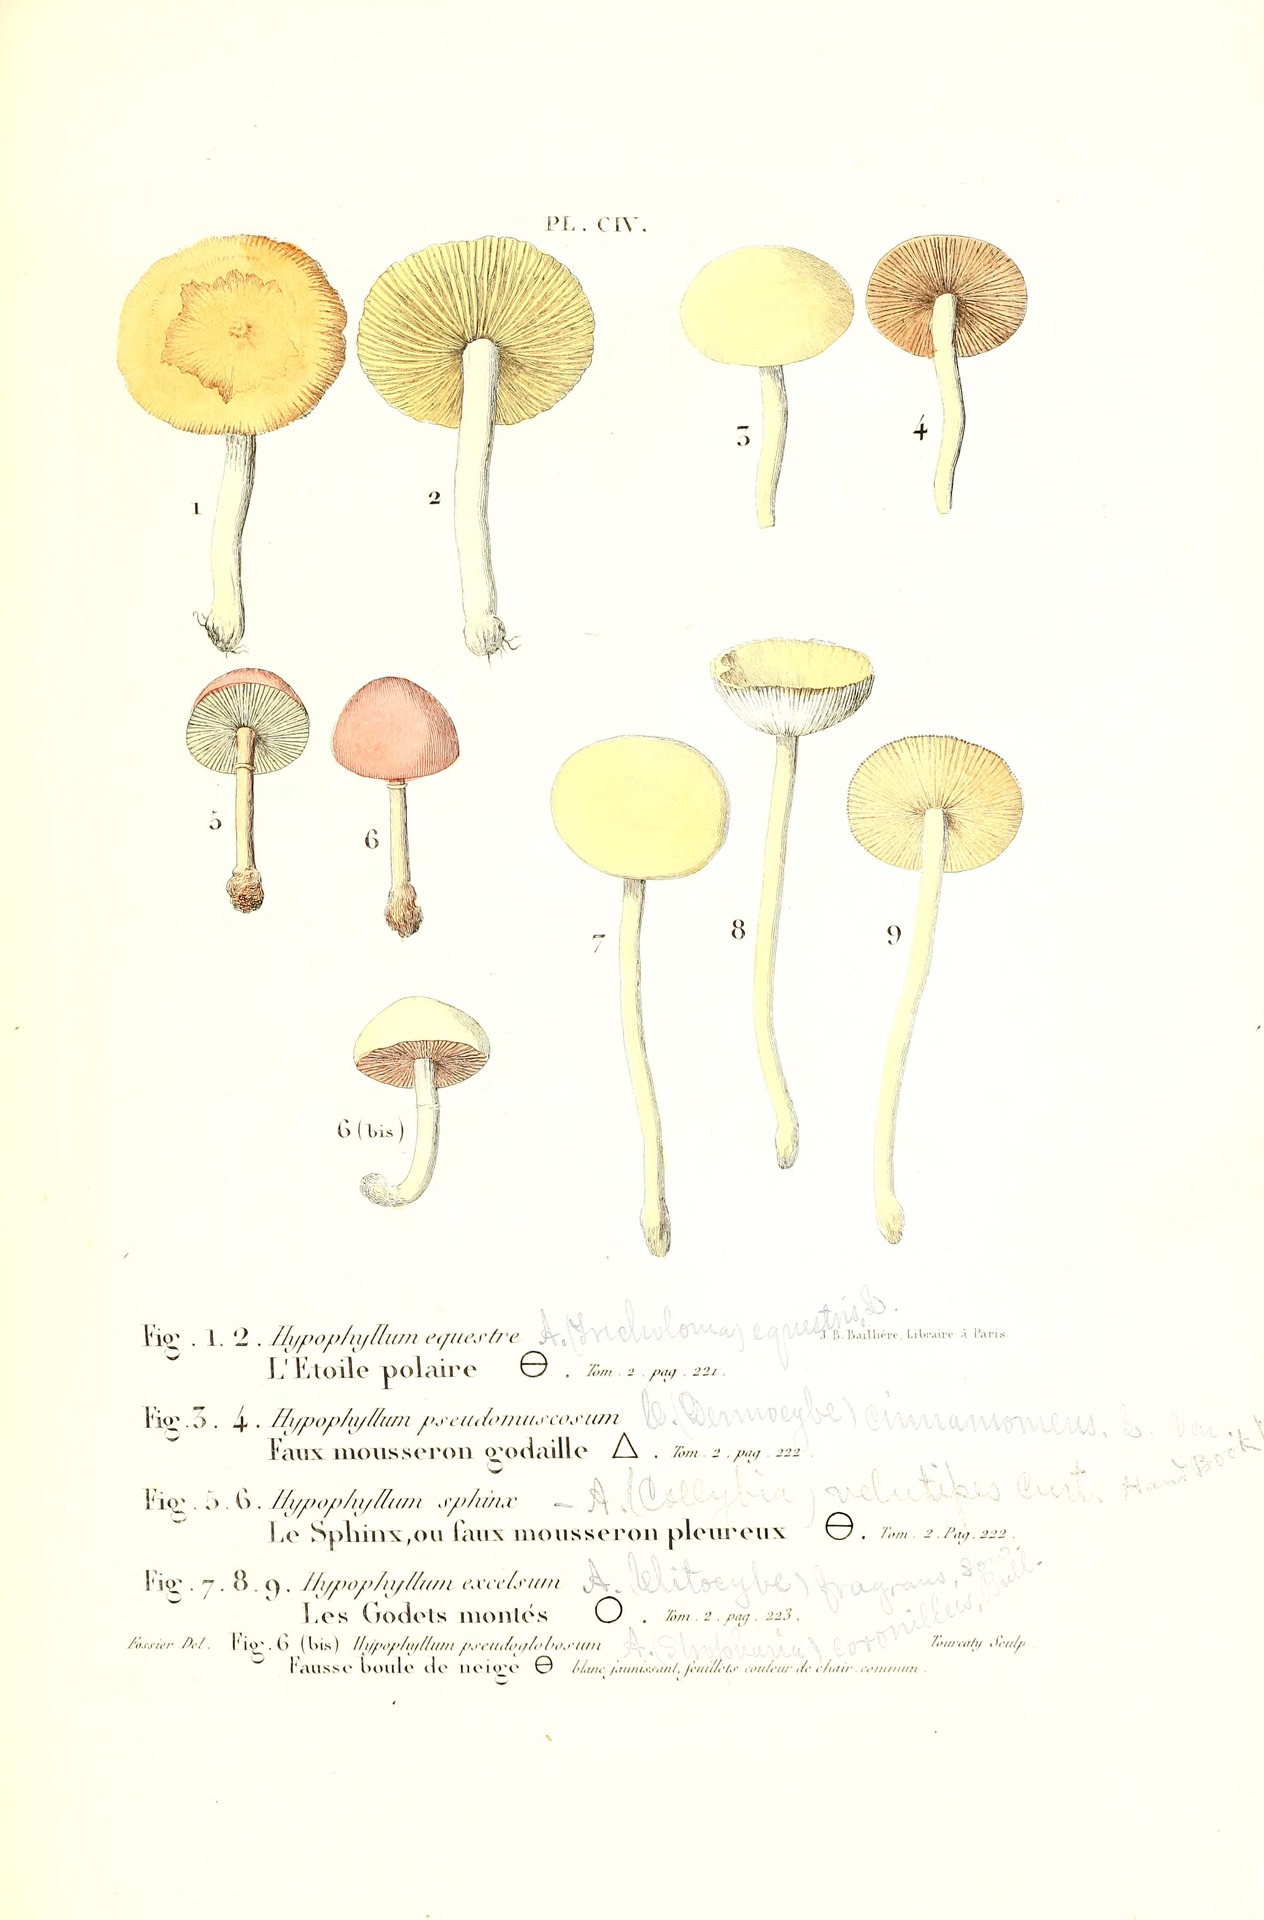 PL. CIV.
1
2
3
4
5
6
7
8
9
6 (bis)
Fig. 1. 2. Hypophyllum equestre A. (Tricholoma) equestris, L.
J. B. Baillière, Libraire à Paris
L'Etoile polaire ⊖. Tom. 2. pag. 221.
Fig. 3. 4. Hypophyllum pseudomuscosum (Dermocybe) cinnamomeus. L. Var.
Faux mousseron godaille △. Tom. 2. pag. 222. Hand Book
Fig. 5. 6. Hypophyllum sphinx – A. (Collybia) velutipes Curt.
Le Sphinx, ou faux mousseron pleureux ⊖. Tom. 2. Pag. 222.
Fig. 7. 8. 9. Hypophyllum excelsum A. Clitocybe) fragrans,
Les Godets montés ○. Tom. 2. pag. 223.
Fossier Del. Fig. 6 (bis) Hypophyllum pseudoglobosum A. (Stropharia) coronillus, Bull. Tourcaty Sculp
Fausse boule de neige ⊖ blanc jaunissant, feuillets couleur de chair. commun.